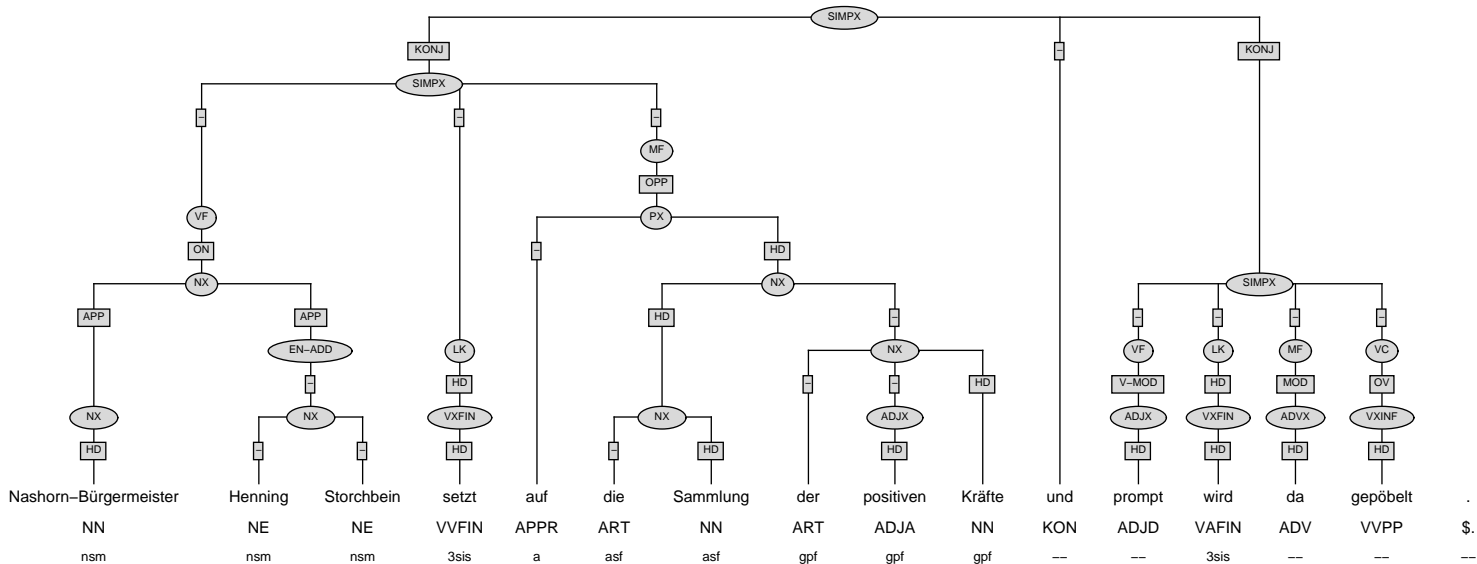 SIMPX
KONJ – KONJ
SIMPX
– – –
MF
OPP
VF PX
ON – HD
NX NX SIMPX
APP APP HD – – – – –
EN–ADD LK NX VF LK MF VC
– HD – – HD V–MOD HD MOD OV
NX NX VXFIN NX ADJX ADJX VXFIN ADVX VXINF
HD – – HD – HD HD HD HD HD HD
Nashorn–Bürgermeister Henning Storchbein setzt auf die Sammlung der positiven Kräfte und prompt wird da gepöbelt .
NN NE NE VVFIN APPR ART NN ART ADJA NN KON ADJD VAFIN ADV VVPP $.
nsm nsm nsm 3sis a asf asf gpf gpf gpf –– –– 3sis –– –– ––